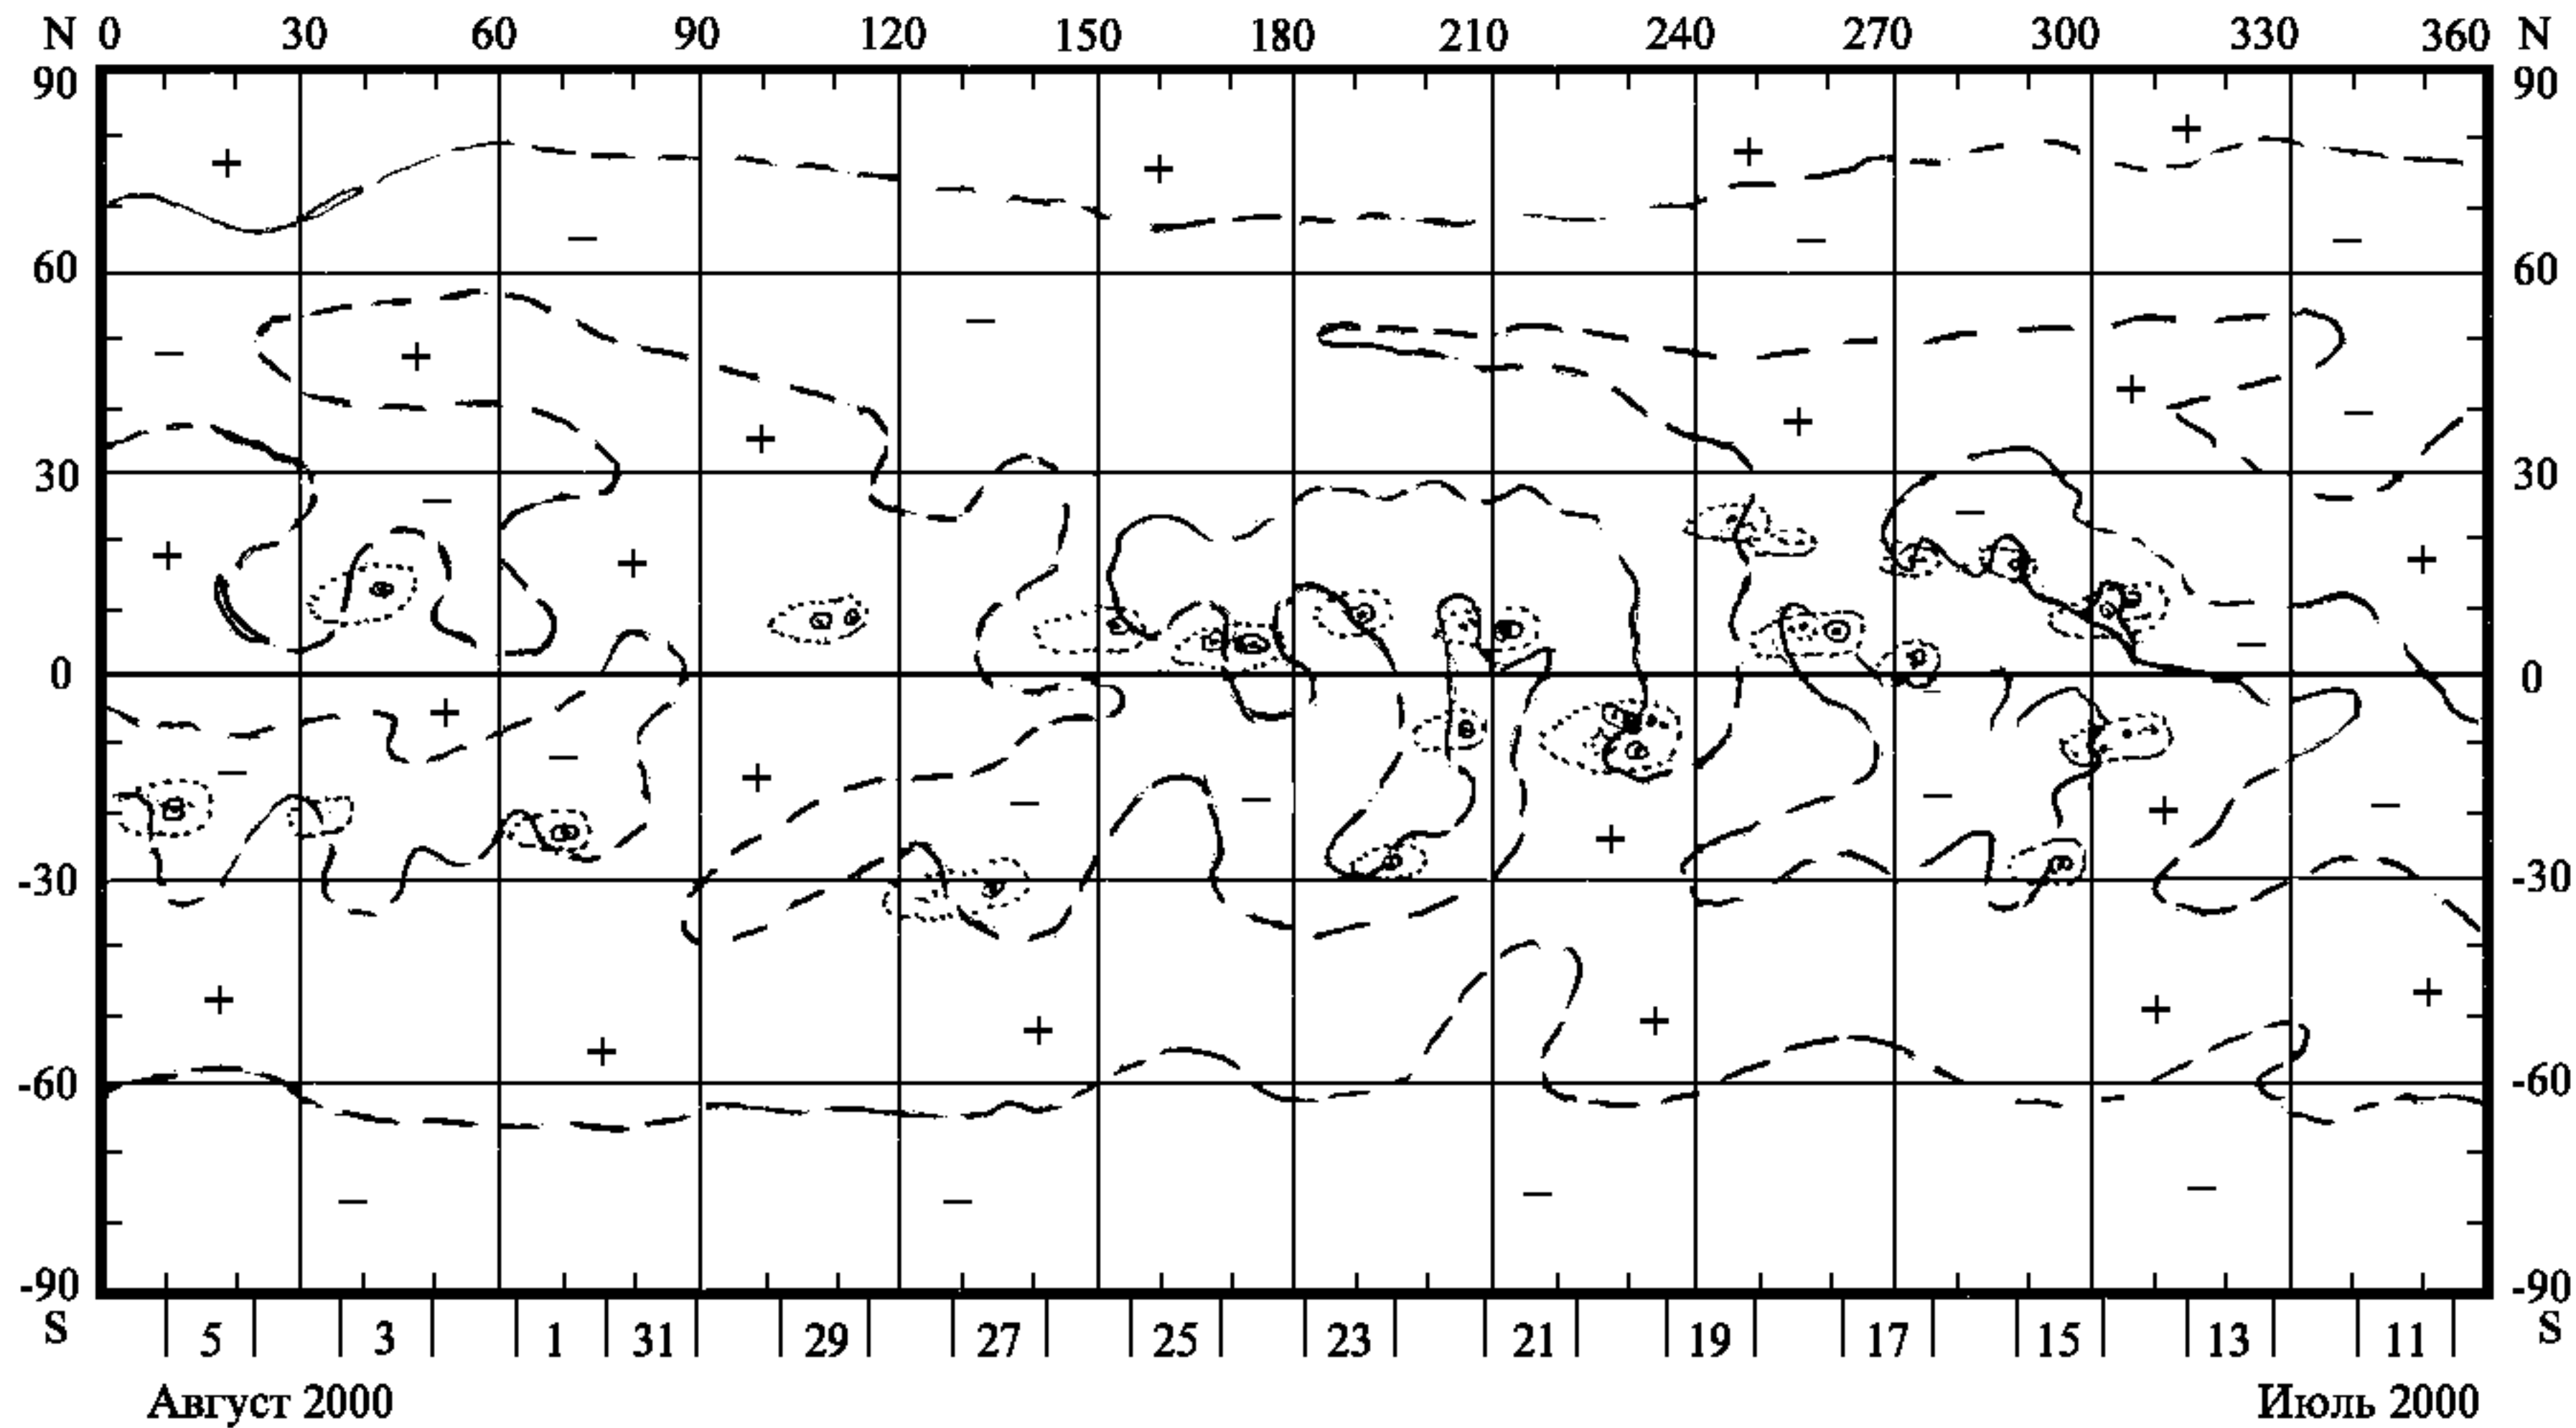 N 0 30 60 90 120 150 180 210 240 270 300 330 360 N
90 90
+ + + +
− − −
60 60
− −
+ + + −
+ +
30 30
− −
+ + +
−
0 0
+ −
− −
+ − − − + −
+
-30 -30
+ + + + +
+
-60 -60
− − − −
-90 -90
S 5 3 1 31 29 27 25 23 21 19 17 15 13 11 S
Август 2000 Июль 2000